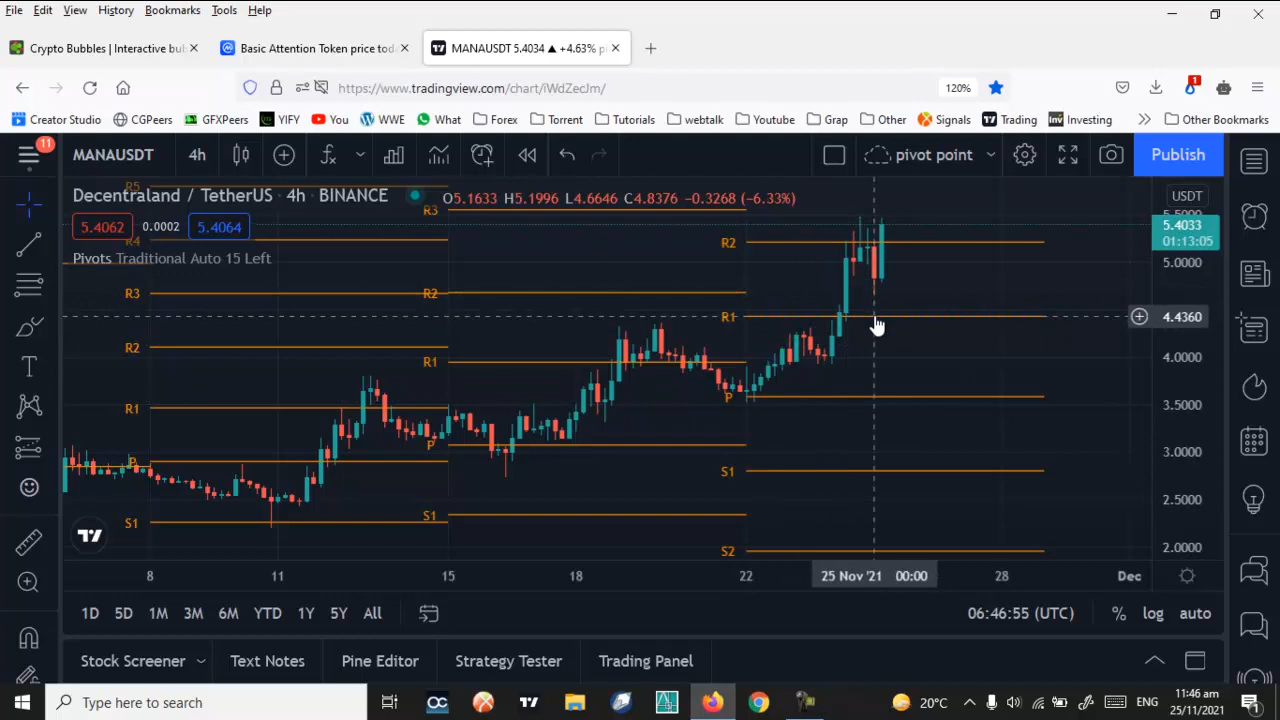 File Edit View History Bookmarks Tools Help
Crypto Bubbles | Interactive bub
Basic Attention Token price tod
MANAUSDT 5.4034 ▲ +4.63% p
https://www.tradingview.com/chart/iWdZecJm/
120%
1
Creator Studio CGPeers GFXPeers YIFY You WWE What Forex Torrent Tutorials webtalk Youtube Grap Other Signals Trading Investing Other Bookmarks
11
MANAUSDT 4h pivot point Publish
Decentraland / TetherUS · 4h · BINANCE
O5.1633 H5.1996 L4.6646 C4.8376 -0.3268 (-6.33%)
USDT
5.4062 0.0002 5.4064
Pivots Traditional Auto 15 Left
R5
R4
R3
R2
R1
P
S1
R3
R2
R1
P
S1
R2
R1
P
S1
S2
5.5000
5.4033
01:13:05
5.0000
4.4360
4.0000
3.5000
3.0000
2.5000
2.0000
8 11 15 18 22 25 Nov '21 00:00 28 Dec
1D 5D 1M 3M 6M YTD 1Y 5Y All
06:46:55 (UTC) % log auto
Stock Screener Text Notes Pine Editor Strategy Tester Trading Panel
Type here to search
20°C
ENG
11:46 am
25/11/2021
1